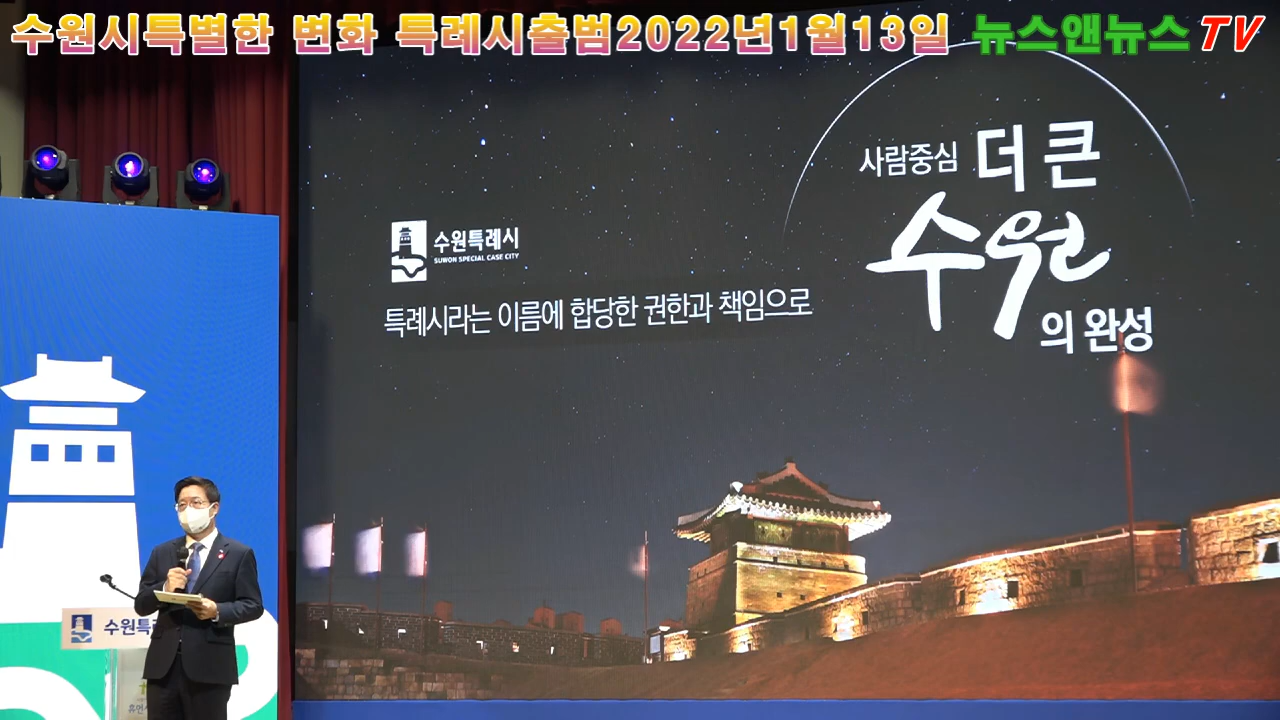 수원시특별한 변화 특례시출범2022년1월13일 뉴스앤뉴스TV
사람중심 더 큰
수원
의 완성
수원특례시
SUWON SPECIAL CASE CITY
특례시라는 이름에 합당한 권한과 책임으로
수원특